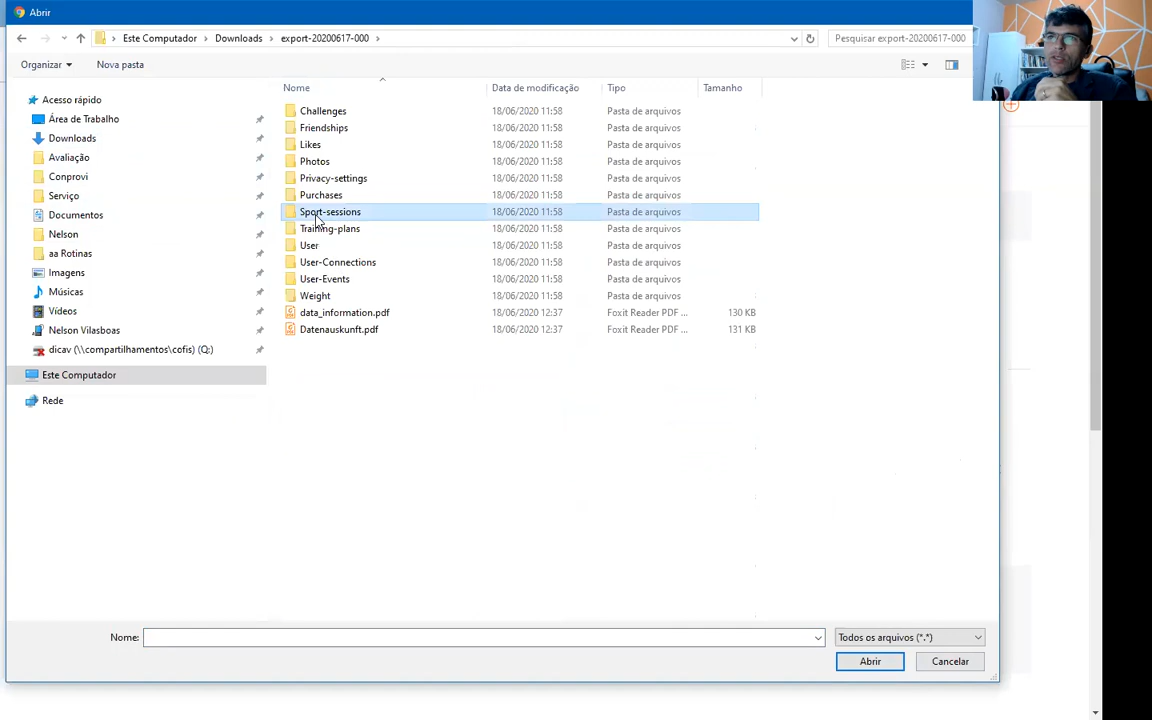 Abrir
Este Computador > Downloads > export-20200617-000 >
Pesquisar export-20200617-000
Organizar
Nova pasta
Nome
Data de modificação
Tipo
Tamanho
Acesso rápido
Área de Trabalho
Downloads
Avaliação
Conprovi
Serviço
Documentos
Nelson
aa Rotinas
Imagens
Músicas
Vídeos
Nelson Vilasboas
dicav (\\compartilhamentos\cofis) (Q:)
Este Computador
Rede
Challenges 18/06/2020 11:58 Pasta de arquivos
Friendships 18/06/2020 11:58 Pasta de arquivos
Likes 18/06/2020 11:58 Pasta de arquivos
Photos 18/06/2020 11:58 Pasta de arquivos
Privacy-settings 18/06/2020 11:58 Pasta de arquivos
Purchases 18/06/2020 11:58 Pasta de arquivos
Sport-sessions 18/06/2020 11:58 Pasta de arquivos
Training-plans 18/06/2020 11:58 Pasta de arquivos
User 18/06/2020 11:58 Pasta de arquivos
User-Connections 18/06/2020 11:58 Pasta de arquivos
User-Events 18/06/2020 11:58 Pasta de arquivos
Weight 18/06/2020 11:58 Pasta de arquivos
data_information.pdf 18/06/2020 12:37 Foxit Reader PDF ... 130 KB
Datenauskunft.pdf 18/06/2020 12:37 Foxit Reader PDF ... 131 KB
Nome:
Todos os arquivos (*.*)
Abrir
Cancelar